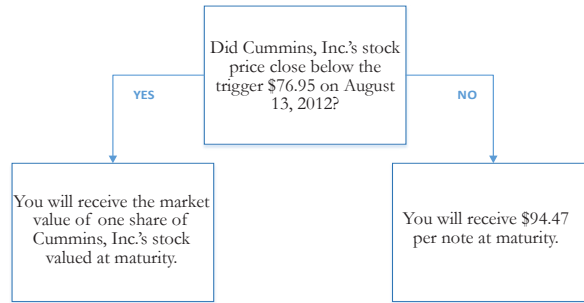 Did Cummins, Inc.'s stock
price close below the
trigger $76.95 on August
13, 2012?
YES
NO
You will receive the market
value of one share of
Cummins, Inc.'s stock
valued at maturity.
You will receive $94.47
per note at maturity.